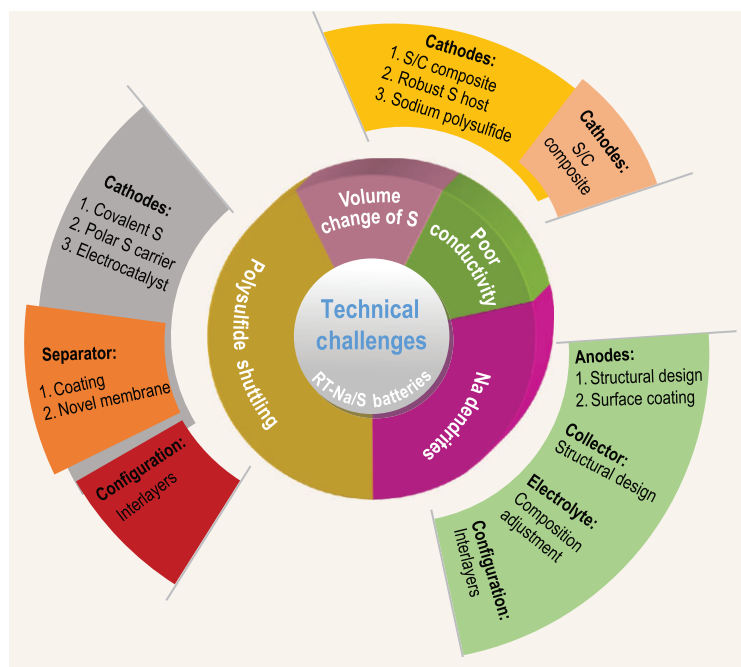 Cathodes:
1. S/C composite
2. Robust S host
3. Sodium polysulfide
Cathodes:
S/C
composite
Cathodes:
1. Covalent S
2. Polar S carrier
3. Electrocatalyst
Separator:
1. Coating
2. Novel membrane
Configuration:
Interlayers
Volume
change of S
Poor
conductivity
Polysulfide shuttling
Na dendrites
Technical
challenges
RT-Na/S batteries
Anodes:
1. Structural design
2. Surface coating
Collector:
Structural design
Electrolyte:
Composition
adjustment
Configuration:
Interlayers